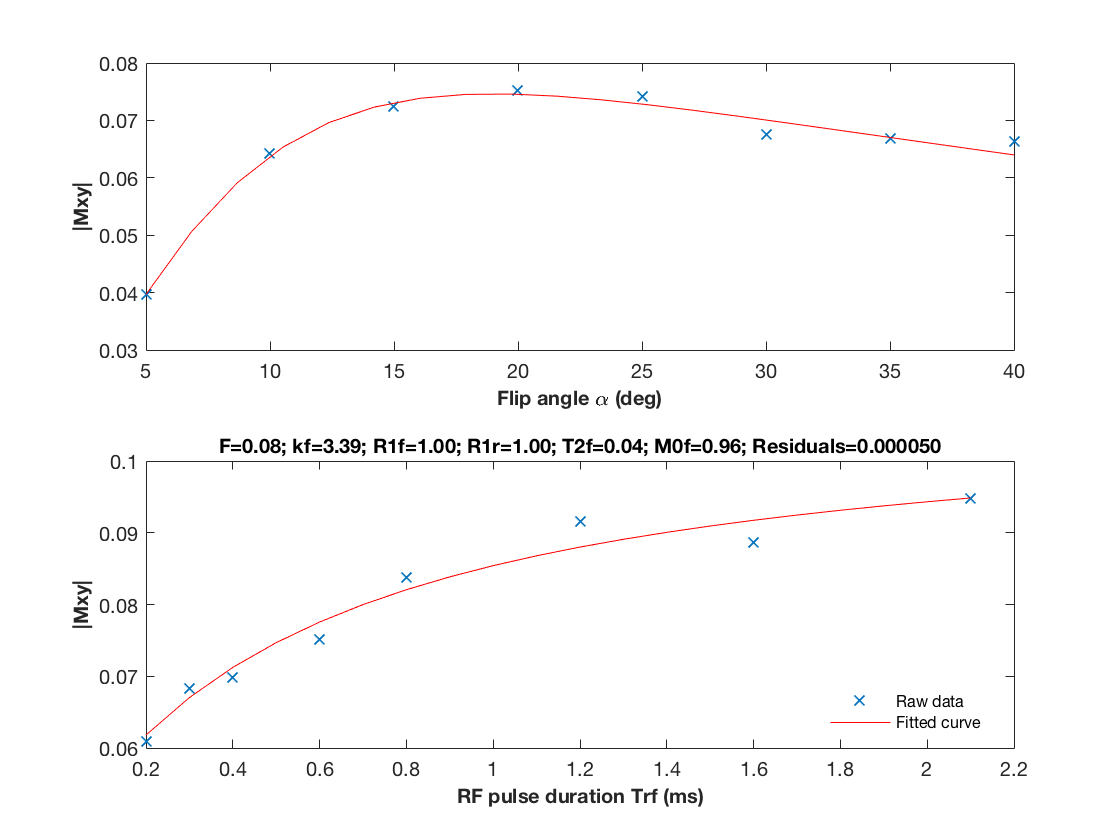 0.08
0.07
0.06
0.05
0.04
0.03
|Mxy|
5 10 15 20 25 30 35 40
Flip angle α (deg)
F=0.08; kf=3.39; R1f=1.00; R1r=1.00; T2f=0.04; M0f=0.96; Residuals=0.000050
0.1
0.09
0.08
0.07
0.06
|Mxy|
Raw data
Fitted curve
0.2 0.4 0.6 0.8 1 1.2 1.4 1.6 1.8 2 2.2
RF pulse duration Trf (ms)